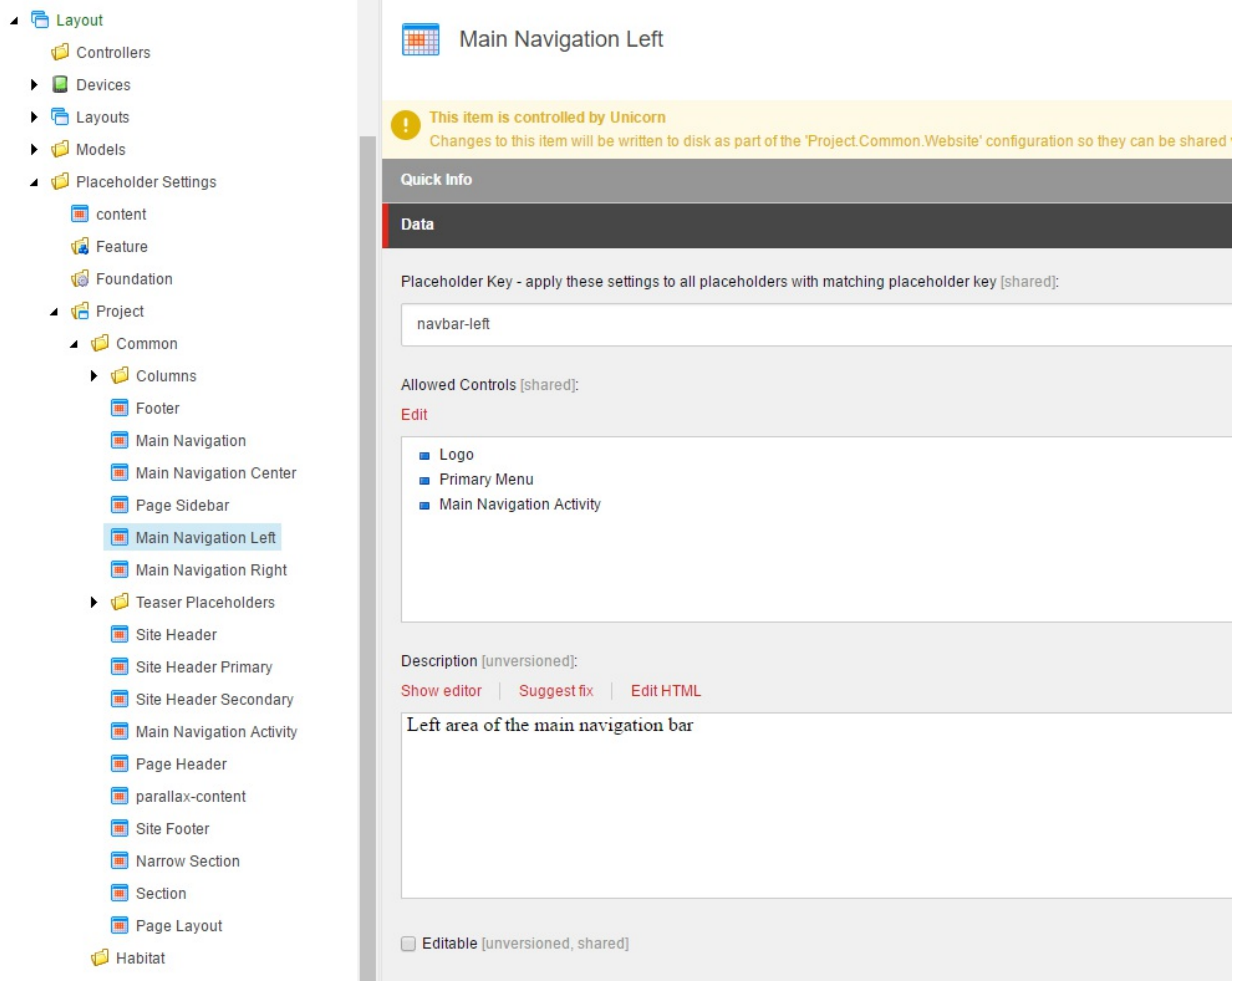 Layout
Controllers
Devices
Layouts
Models
Placeholder Settings
content
Feature
Foundation
Project
Common
Columns
Footer
Main Navigation
Main Navigation Center
Page Sidebar
Main Navigation Left
Main Navigation Right
Teaser Placeholders
Site Header
Site Header Primary
Site Header Secondary
Main Navigation Activity
Page Header
parallax-content
Site Footer
Narrow Section
Section
Page Layout
Habitat
Main Navigation Left
This item is controlled by Unicorn
Changes to this item will be written to disk as part of the 'Project.Common.Website' configuration so they can be shared
Quick Info
Data
Placeholder Key - apply these settings to all placeholders with matching placeholder key [shared]:
navbar-left
Allowed Controls [shared]:
Edit
Logo
Primary Menu
Main Navigation Activity
Description [unversioned]:
Show editor Suggest fix Edit HTML
Left area of the main navigation bar
Editable [unversioned, shared]